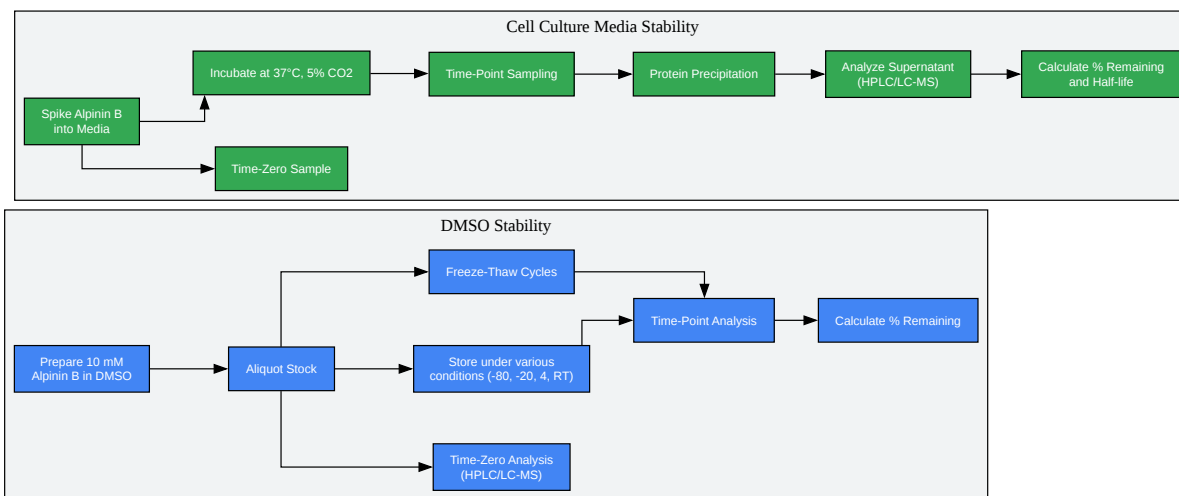 Cell Culture Media Stability
Incubate at 37°C, 5% CO2
Time-Point Sampling
Protein Precipitation
Analyze Supernatant
(HPLC/LC-MS)
Calculate % Remaining
and Half-life
Spike Alpinin B
into Media
Time-Zero Sample
DMSO Stability
Freeze-Thaw Cycles
Time-Point Analysis
Calculate % Remaining
Prepare 10 mM
Alpinin B in DMSO
Aliquot Stock
Store under various
conditions (-80, -20, 4, RT)
Time-Zero Analysis
(HPLC/LC-MS)